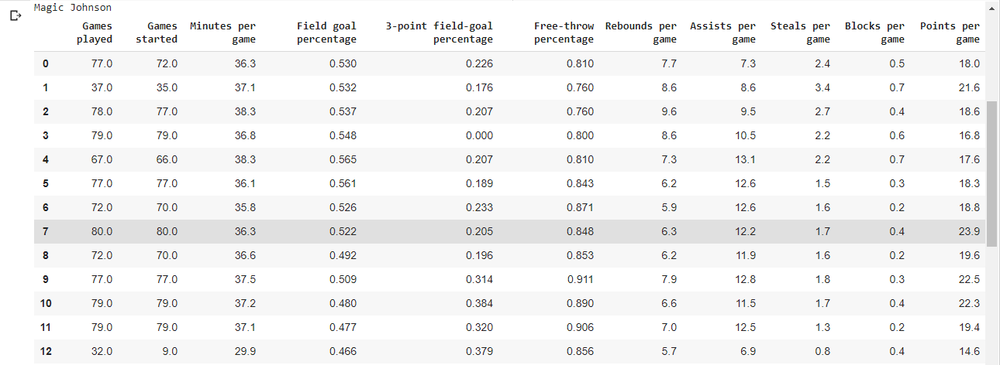 Magic Johnson
Games Games Minutes per Field goal 3-point field-goal Free-throw Rebounds per Assists per Steals per Blocks per Points per
played started game percentage percentage percentage game game game game game
0 77.0 72.0 36.3 0.530 0.226 0.810 7.7 7.3 2.4 0.5 18.0
1 37.0 35.0 37.1 0.532 0.176 0.760 8.6 8.6 3.4 0.7 21.6
2 78.0 77.0 38.3 0.537 0.207 0.760 9.6 9.5 2.7 0.4 18.6
3 79.0 79.0 36.8 0.548 0.000 0.800 8.6 10.5 2.2 0.6 16.8
4 67.0 66.0 38.3 0.565 0.207 0.810 7.3 13.1 2.2 0.7 17.6
5 77.0 77.0 36.1 0.561 0.189 0.843 6.2 12.6 1.5 0.3 18.3
6 72.0 70.0 35.8 0.526 0.233 0.871 5.9 12.6 1.6 0.2 18.8
7 80.0 80.0 36.3 0.522 0.205 0.848 6.3 12.2 1.7 0.4 23.9
8 72.0 70.0 36.6 0.492 0.196 0.853 6.2 11.9 1.6 0.2 19.6
9 77.0 77.0 37.5 0.509 0.314 0.911 7.9 12.8 1.8 0.3 22.5
10 79.0 79.0 37.2 0.480 0.384 0.890 6.6 11.5 1.7 0.4 22.3
11 79.0 79.0 37.1 0.477 0.320 0.906 7.0 12.5 1.3 0.2 19.4
12 32.0 9.0 29.9 0.466 0.379 0.856 5.7 6.9 0.8 0.4 14.6